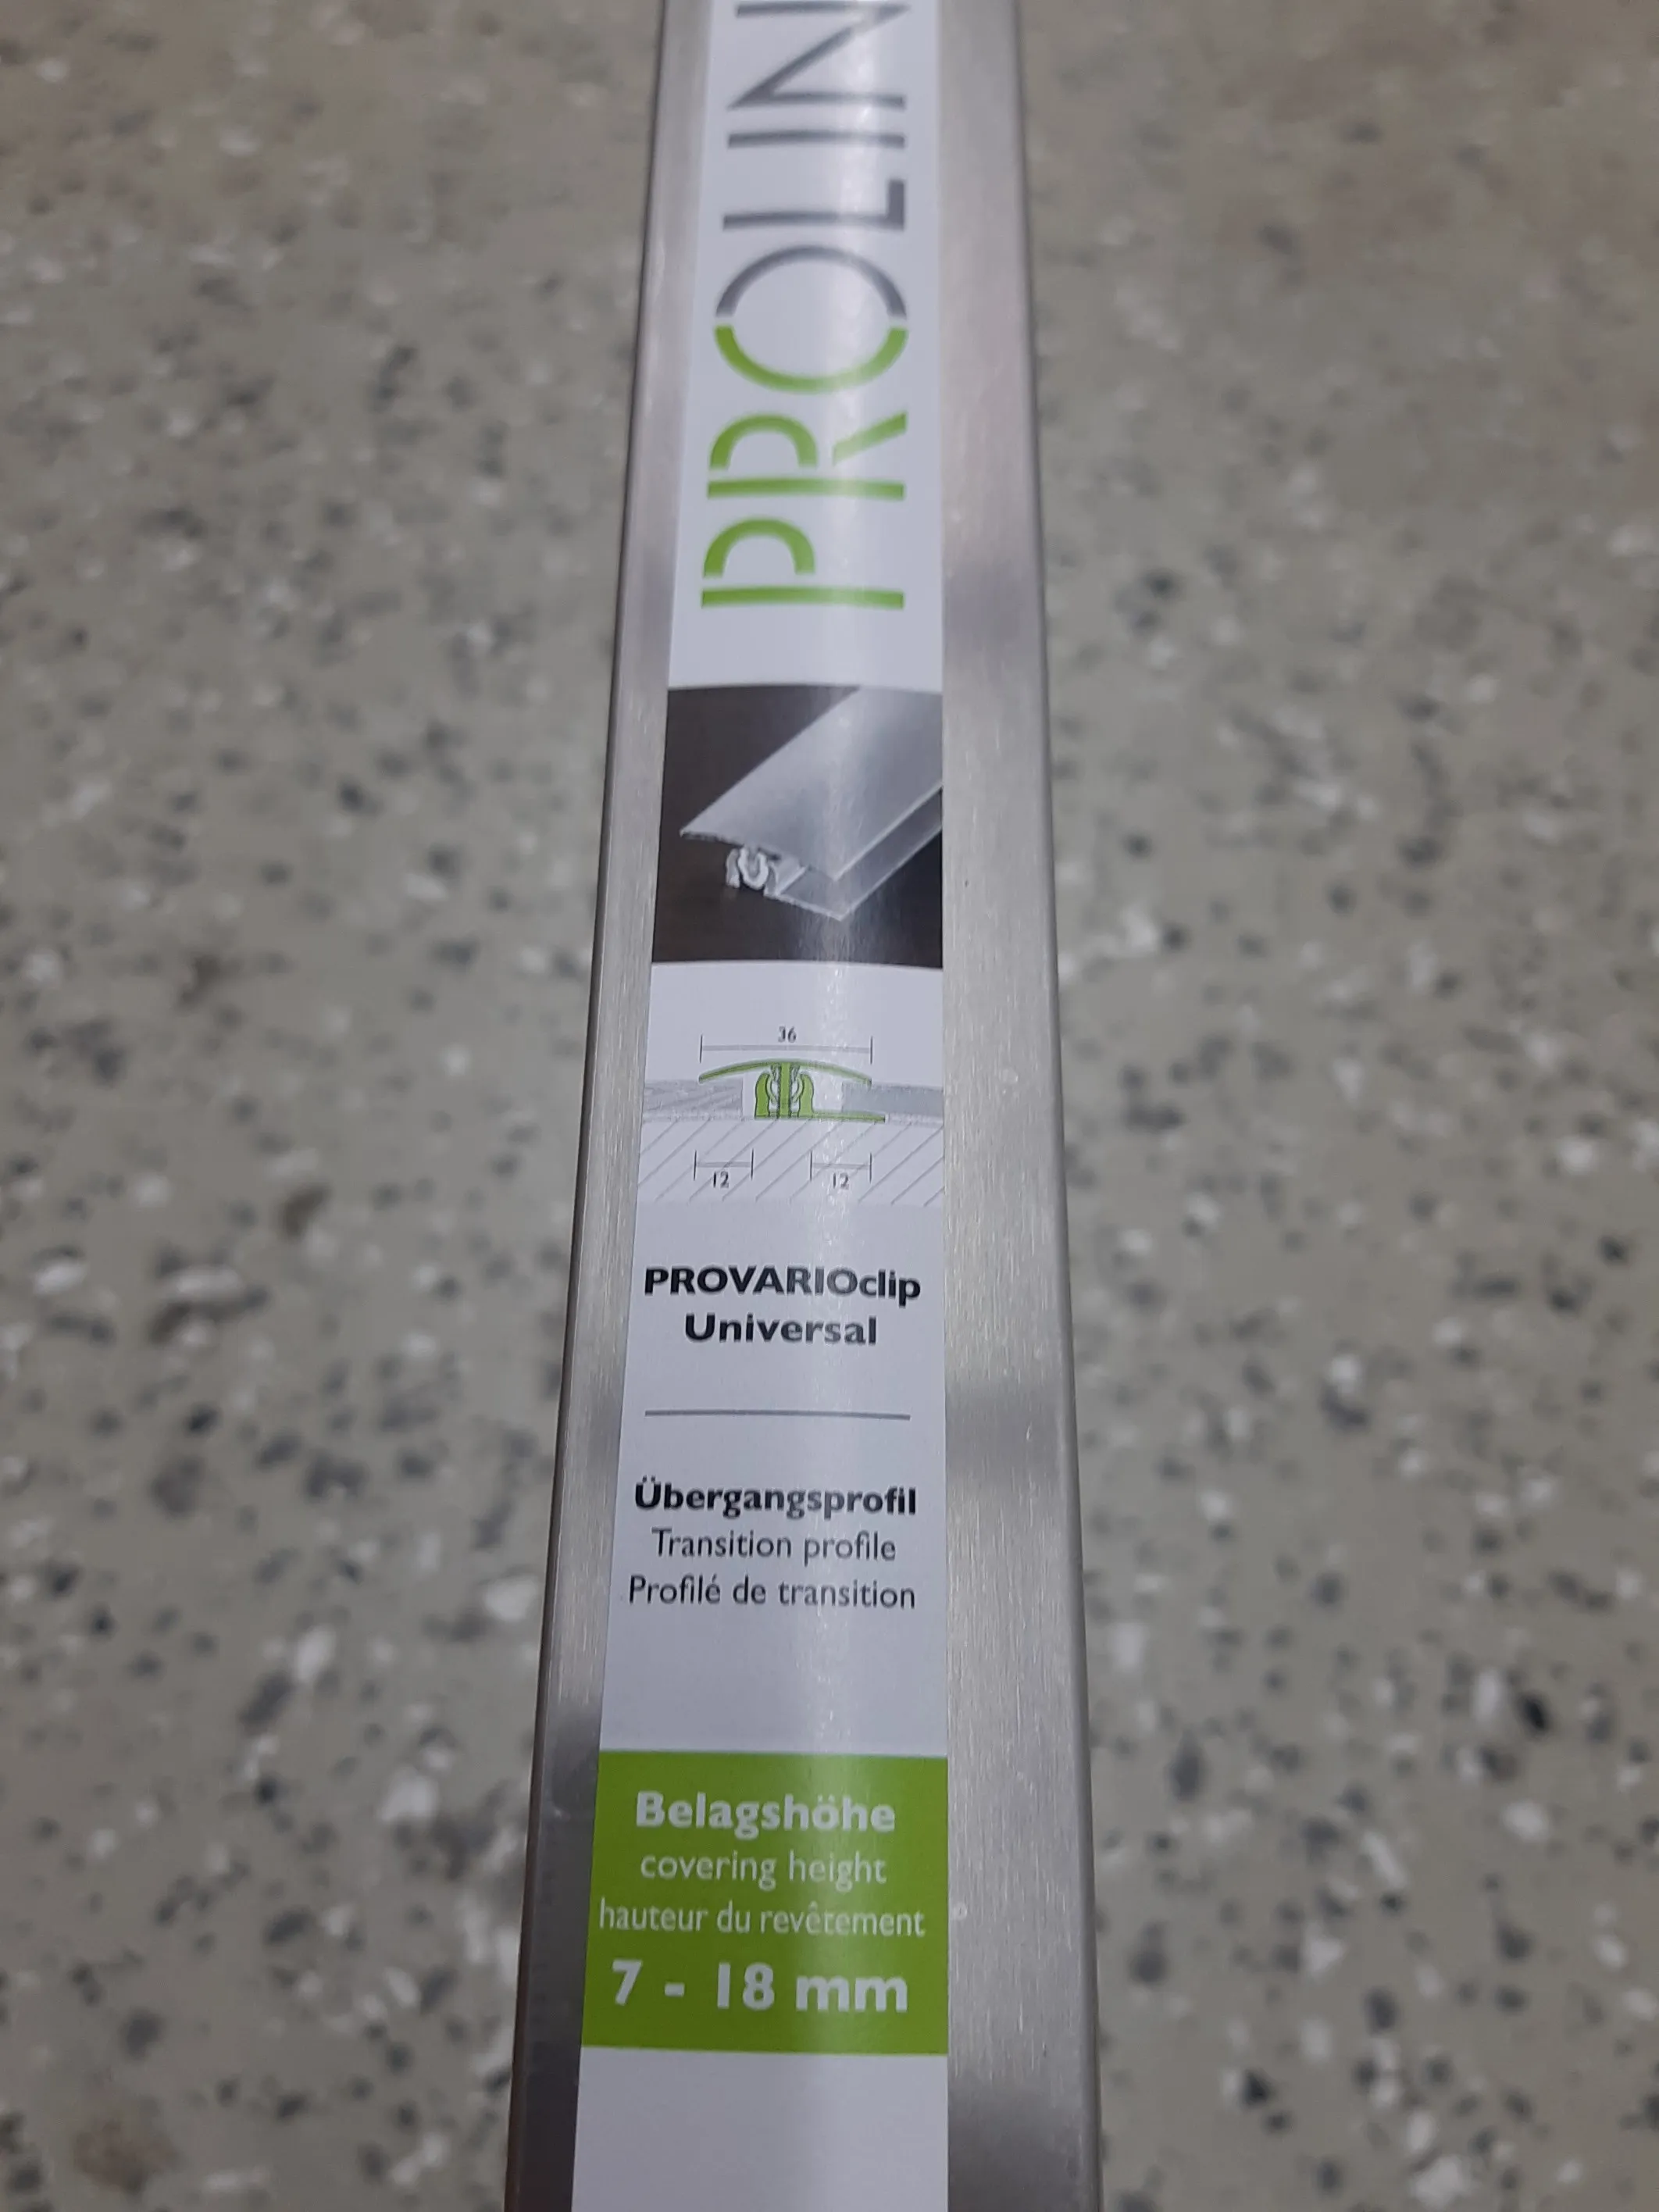 PROLIN
36
12 12
PROVARIOclip
Universal
Übergangsprofil
Transition profile
Profilé de transition
Belagshöhe
covering height
hauteur du revêtement
7 - 18 mm